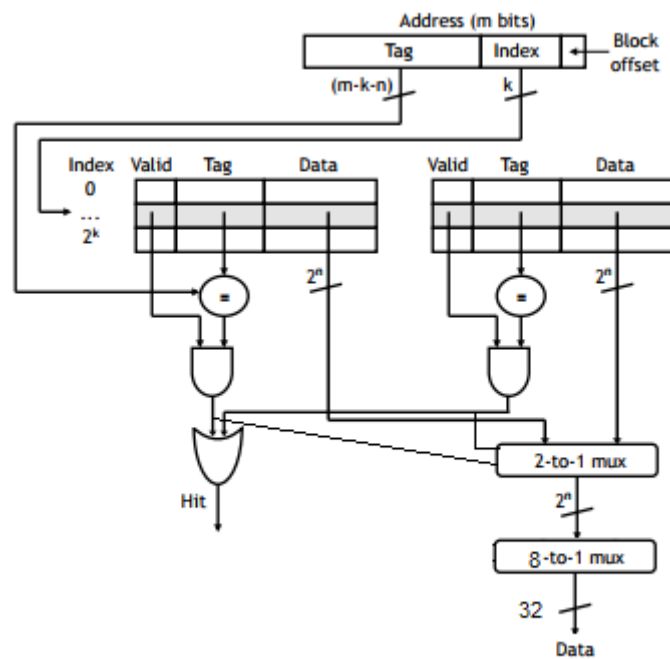 Address (m bits)
Tag Index Block
offset
(m-k-n) k
Index Valid Tag Data Valid Tag Data
0
...
2^k
= 2^n = 2^n
2-to-1 mux
Hit 2^n
8-to-1 mux
32
Data